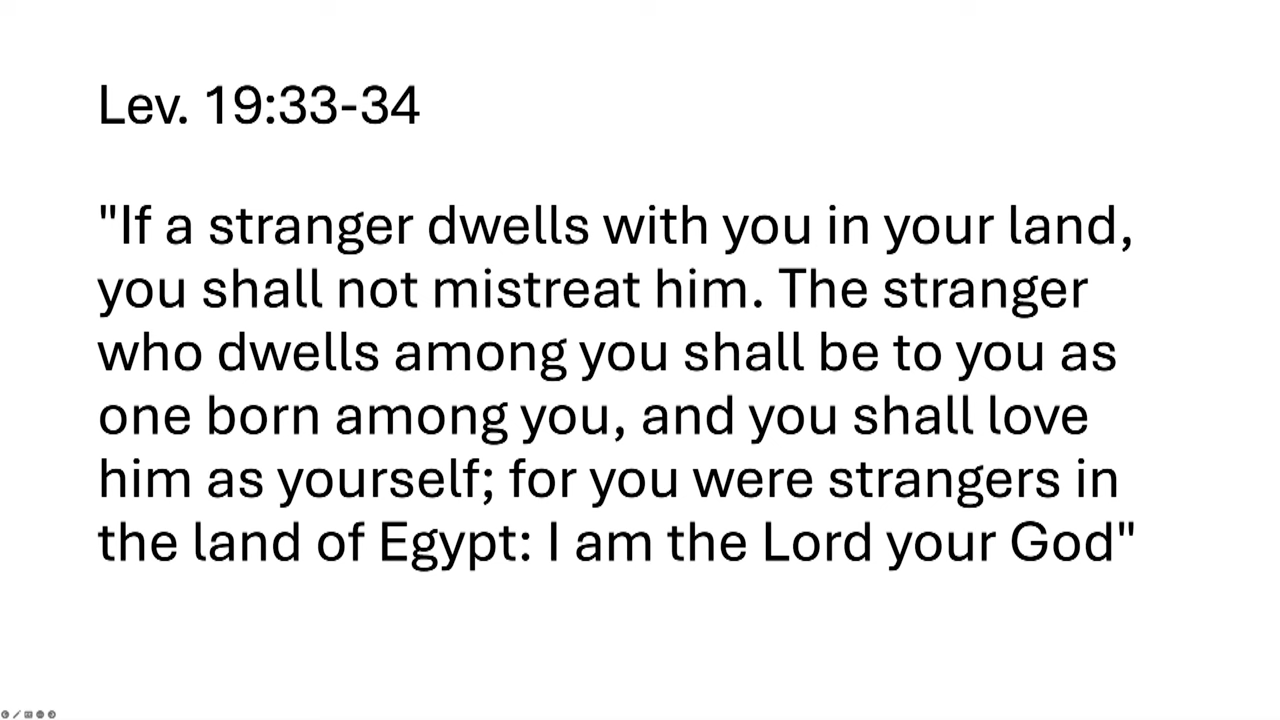 Lev. 19:33-34
"If a stranger dwells with you in your land,
you shall not mistreat him. The stranger
who dwells among you shall be to you as
one born among you, and you shall love
him as yourself; for you were strangers in
the land of Egypt: I am the Lord your God"